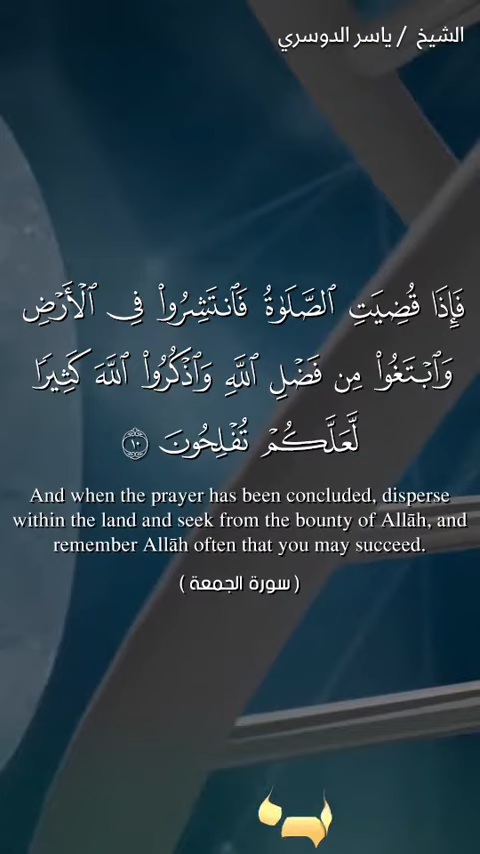 الشيخ / ياسر الدوسري
فَإِذَا قُضِيَتِ ٱلصَّلَوٰةُ فَٱنتَشِرُوا۟ فِى ٱلْأَرْضِ
وَٱبْتَغُوا۟ مِن فَضْلِ ٱللَّهِ وَٱذْكُرُوا۟ ٱللَّهَ كَثِيرًا
لَّعَلَّكُمْ تُفْلِحُونَ ١٠
And when the prayer has been concluded, disperse
within the land and seek from the bounty of Allāh, and
remember Allāh often that you may succeed.
( سورة الجمعة )